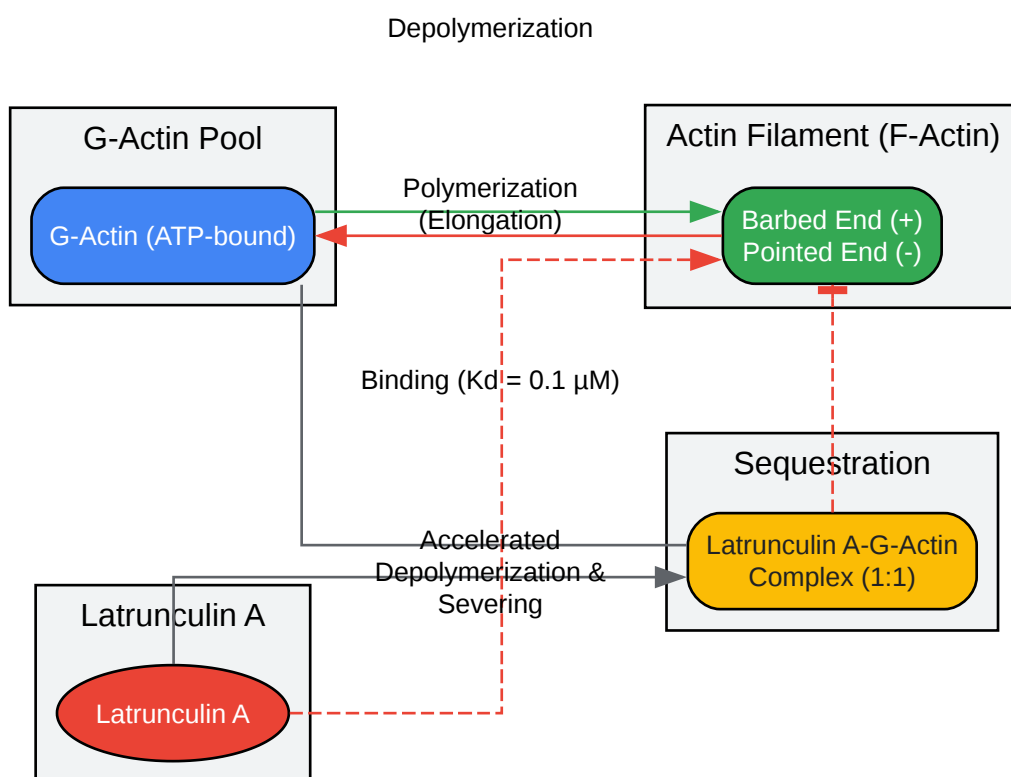 Depolymerization
G-Actin Pool
Actin Filament (F-Actin)
G-Actin (ATP-bound)
Polymerization
(Elongation)
Barbed End (+)
Pointed End (-)
Binding (Kd = 0.1 µM)
Sequestration
Latrunculin A-G-Actin
Complex (1:1)
Accelerated
Depolymerization &
Severing
Latrunculin A
Latrunculin A